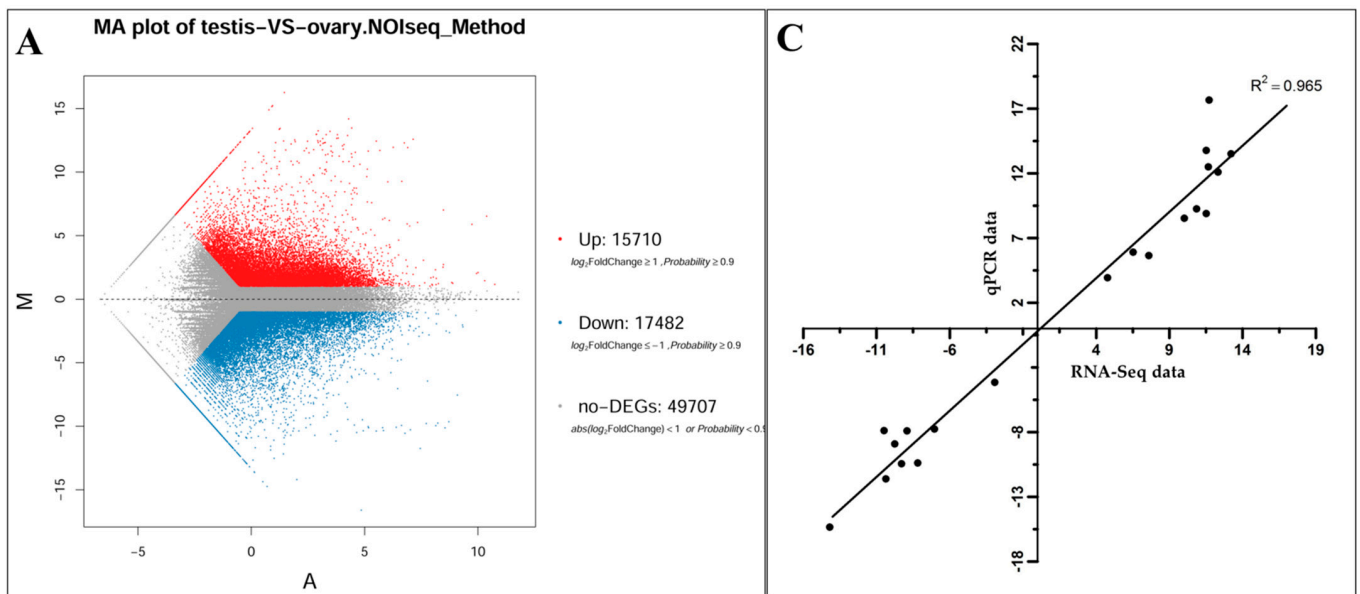 A
MA plot of testis-VS-ovary.NOIseq_Method
M
15
10
5
0
−5
−10
−15
−5
0
5
10
A
Up: 15710
log₂FoldChange ≥ 1 , Probability ≥ 0.9
Down: 17482
log₂FoldChange ≤ −1 , Probability ≥ 0.9
no−DEGs: 49707
abs(log₂FoldChange) < 1 or Probability < 0.9
C
R² = 0.965
qPCR data
22
17
12
7
2
-8
-13
-18
-16
-11
-6
4
9
14
19
RNA-Seq data